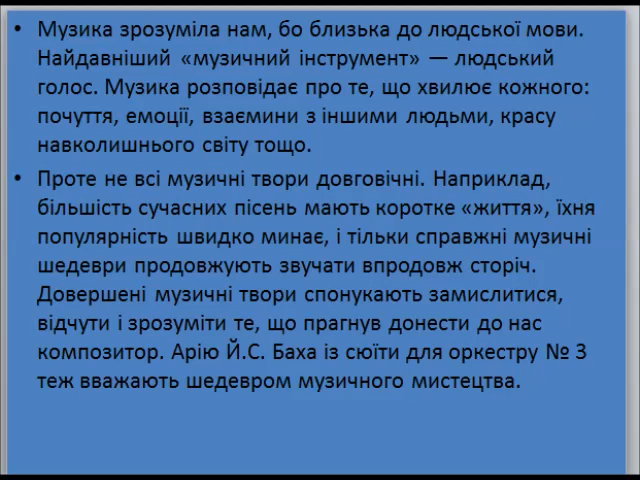 • Музика зрозуміла нам, бо близька до людської мови.
Найдавніший «музичний інструмент» — людський
голос. Музика розповідає про те, що хвилює кожного:
почуття, емоції, взаємини з іншими людьми, красу
навколишнього світу тощо.
• Проте не всі музичні твори довговічні. Наприклад,
більшість сучасних пісень мають коротке «життя», їхня
популярність швидко минає, і тільки справжні музичні
шедеври продовжують звучати впродовж сторіч.
Довершені музичні твори спонукають замислитися,
відчути і зрозуміти те, що прагнув донести до нас
композитор. Арію Й.С. Баха із сюїти для оркестру № 3
теж вважають шедевром музичного мистецтва.